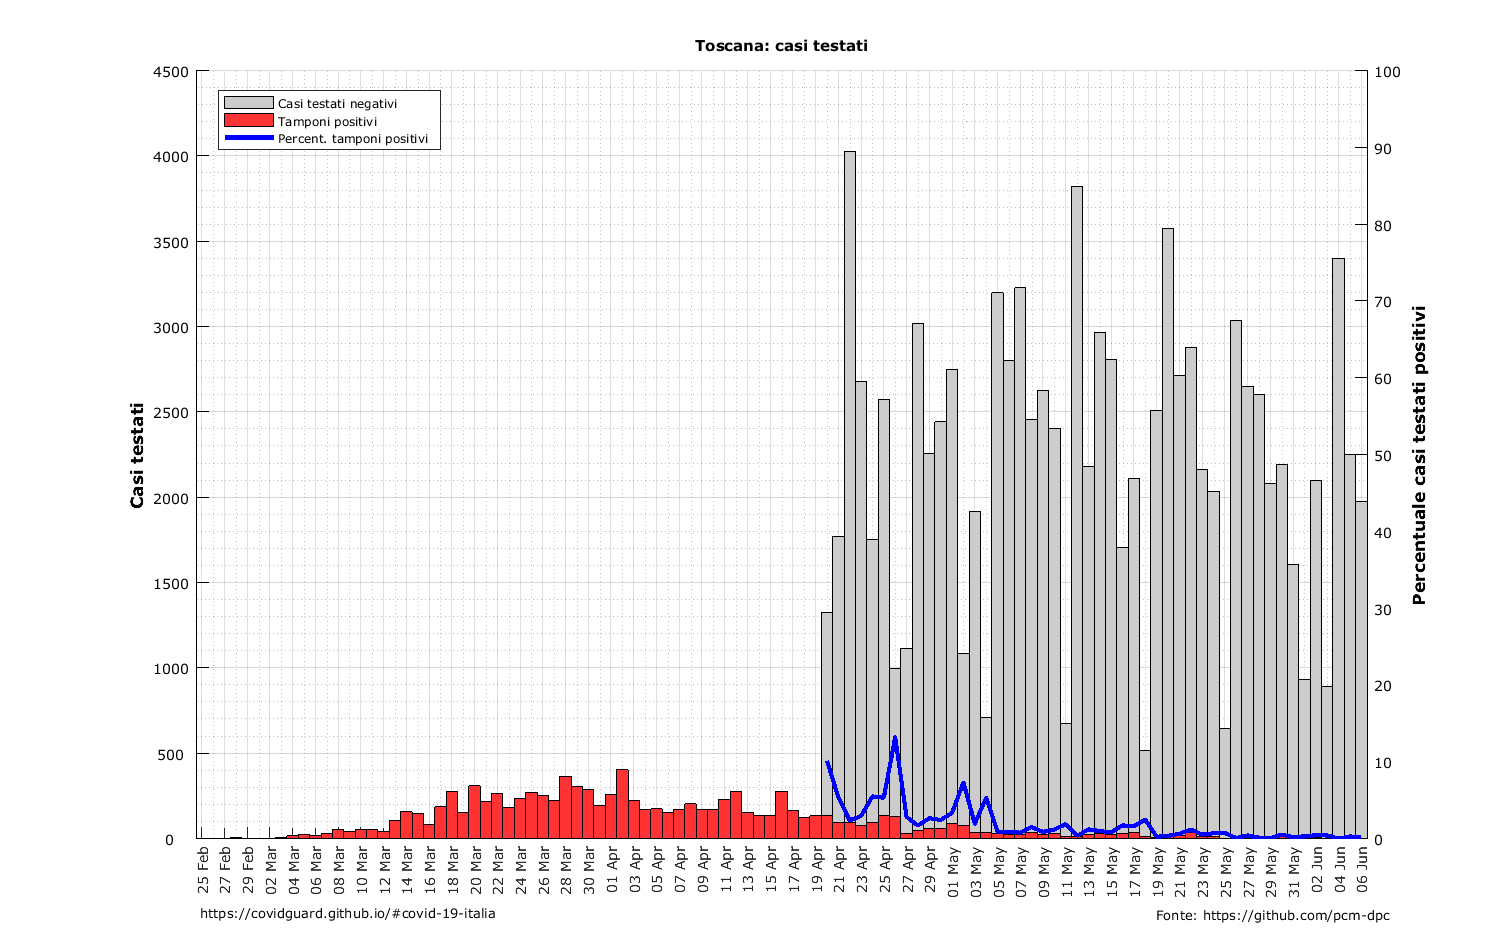 Toscana: casi testati
Casi testati negativi
Tamponi positivi
Percent. tamponi positivi
Casi testati
4500
4000
3500
3000
2500
2000
1500
1000
500
0
Percentuale casi testati positivi
100
90
80
70
60
50
40
30
20
10
0
25 Feb
27 Feb
29 Feb
02 Mar
04 Mar
06 Mar
08 Mar
10 Mar
12 Mar
14 Mar
16 Mar
18 Mar
20 Mar
22 Mar
24 Mar
26 Mar
28 Mar
30 Mar
01 Apr
03 Apr
05 Apr
07 Apr
09 Apr
11 Apr
13 Apr
15 Apr
17 Apr
19 Apr
21 Apr
23 Apr
25 Apr
27 Apr
29 Apr
01 May
03 May
05 May
07 May
09 May
11 May
13 May
15 May
17 May
19 May
21 May
23 May
25 May
27 May
29 May
31 May
02 Jun
04 Jun
06 Jun
https://covidguard.github.io/#covid-19-italia
Fonte: https://github.com/pcm-dpc